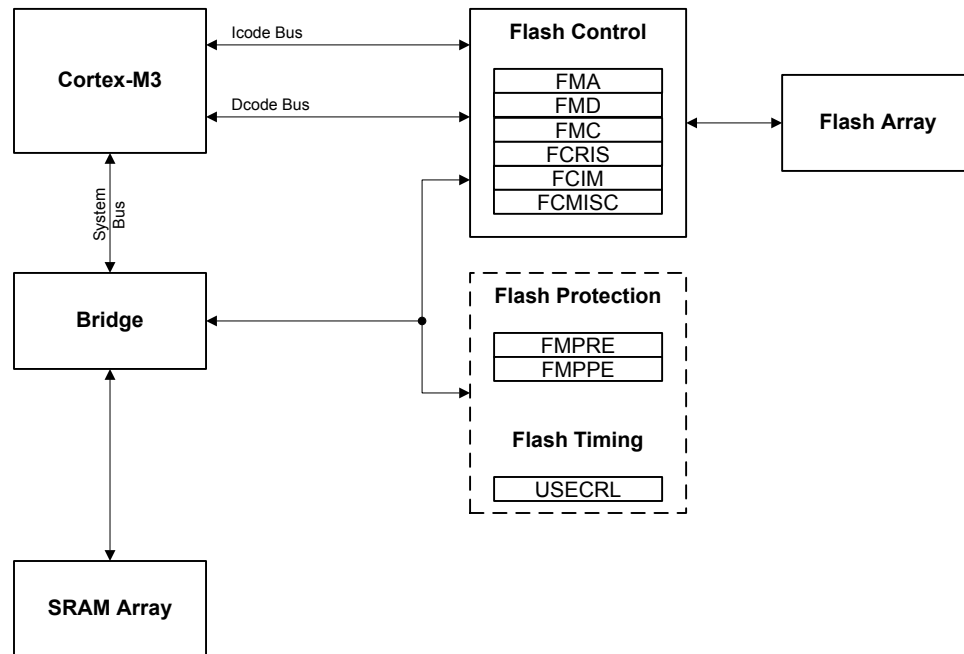 Cortex-M3
Icode Bus
Dcode Bus
System
Bus
Flash Control
FMA
FMD
FMC
FCRIS
FCIM
FCMISC
Flash Array
Bridge
Flash Protection
FMPRE
FMPPE
Flash Timing
USECRL
SRAM Array